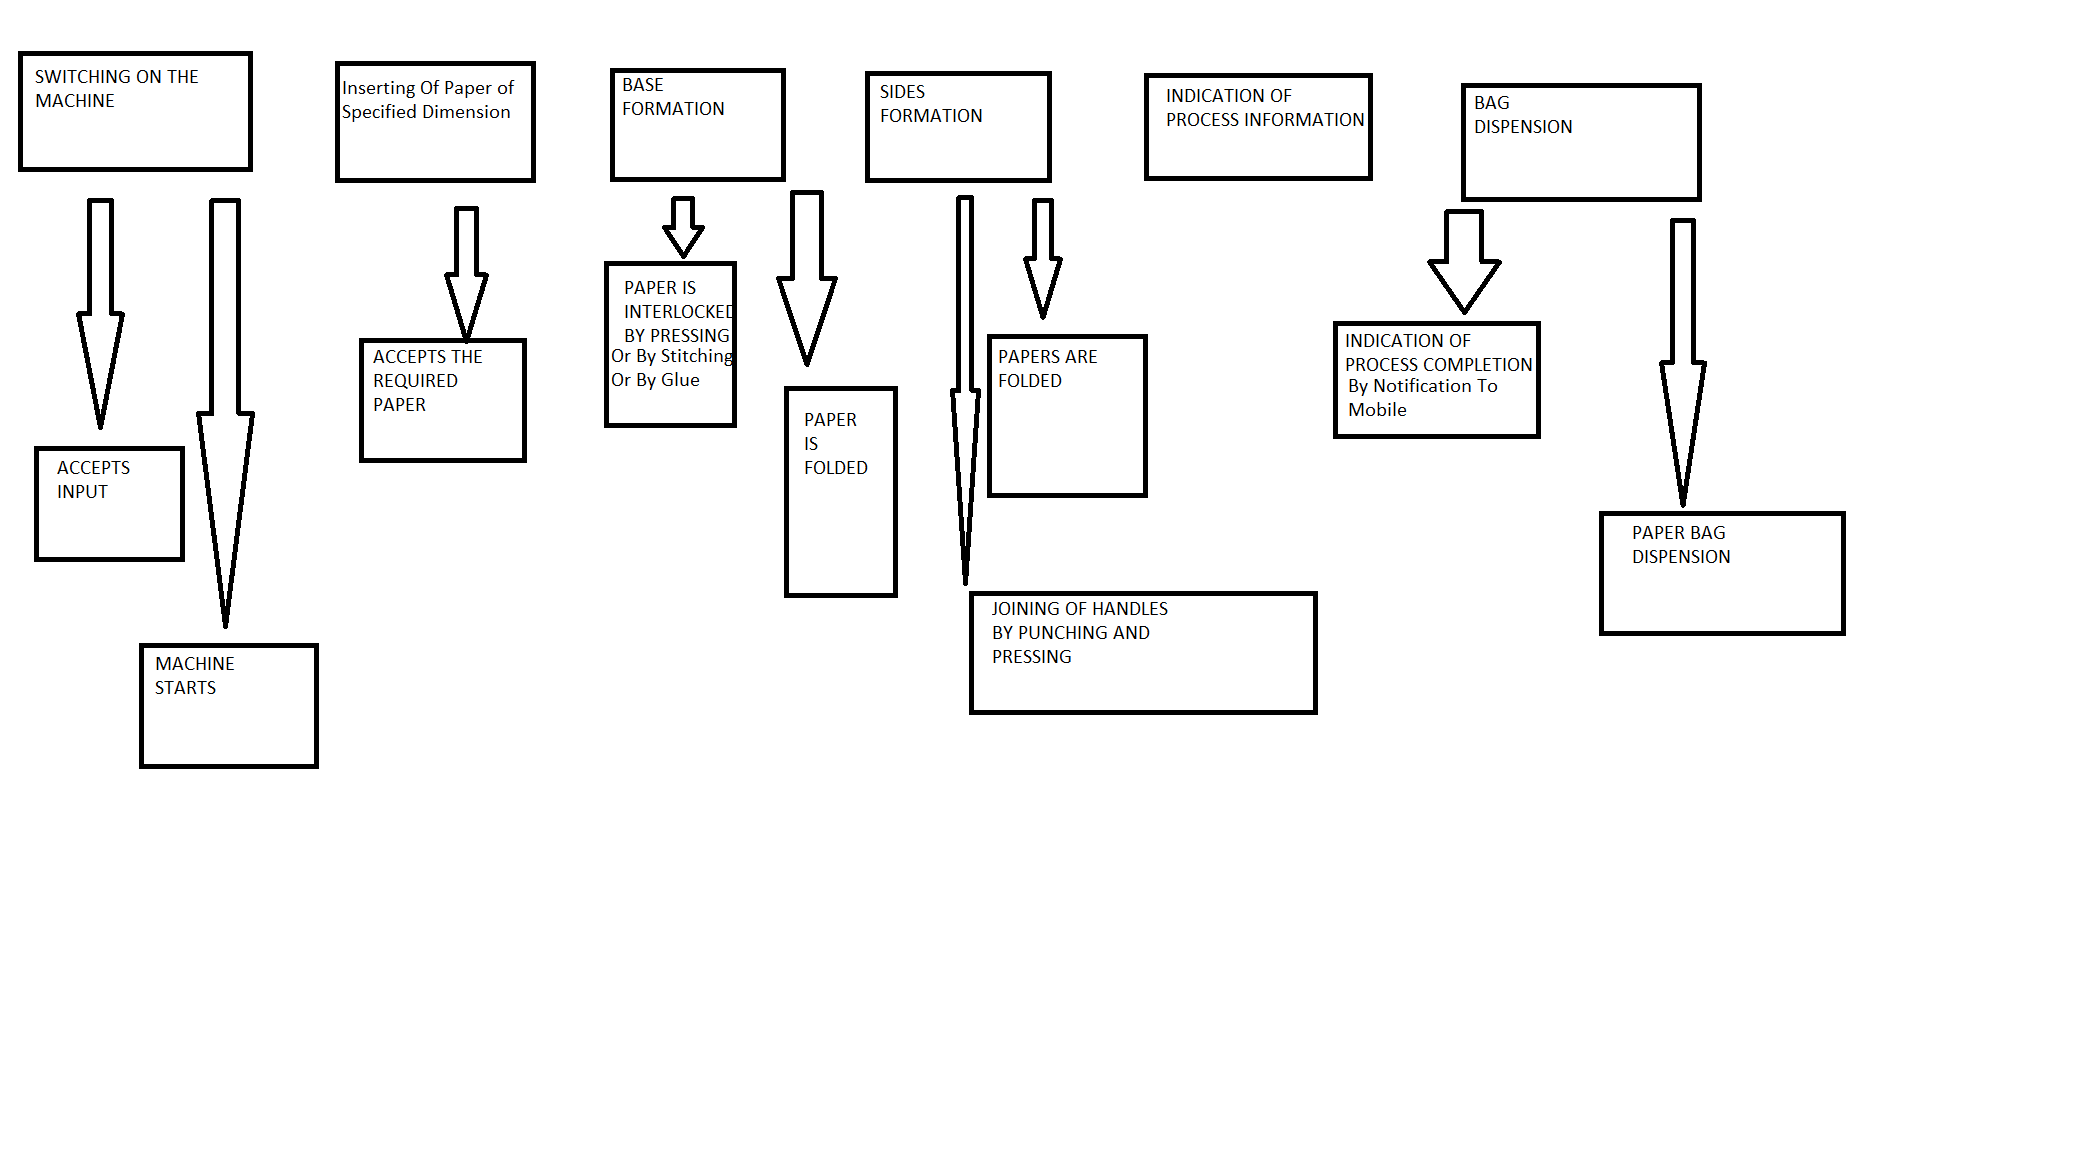 SWITCHING ON THE
MACHINE
Inserting Of Paper of
Specified Dimension
BASE
FORMATION
SIDES
FORMATION
INDICATION OF
PROCESS INFORMATION
BAG
DISPENSION
PAPER IS
INTERLOCKED
BY PRESSING
Or By Stitching
Or By Glue
ACCEPTS THE
REQUIRED
PAPER
PAPERS ARE
FOLDED
INDICATION OF
PROCESS COMPLETION
By Notification To
Mobile
PAPER
IS
FOLDED
ACCEPTS
INPUT
PAPER BAG
DISPENSION
JOINING OF HANDLES
BY PUNCHING AND
PRESSING
MACHINE
STARTS